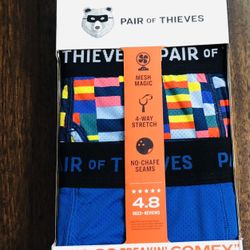 PAIR OF THIEVES
THIEVES PAIR OF
MESH
MAGIC
4-WAY
STRETCH
NO-CHAFE
SEAMS
PAIR OF THIEVES
4.8
COMFY